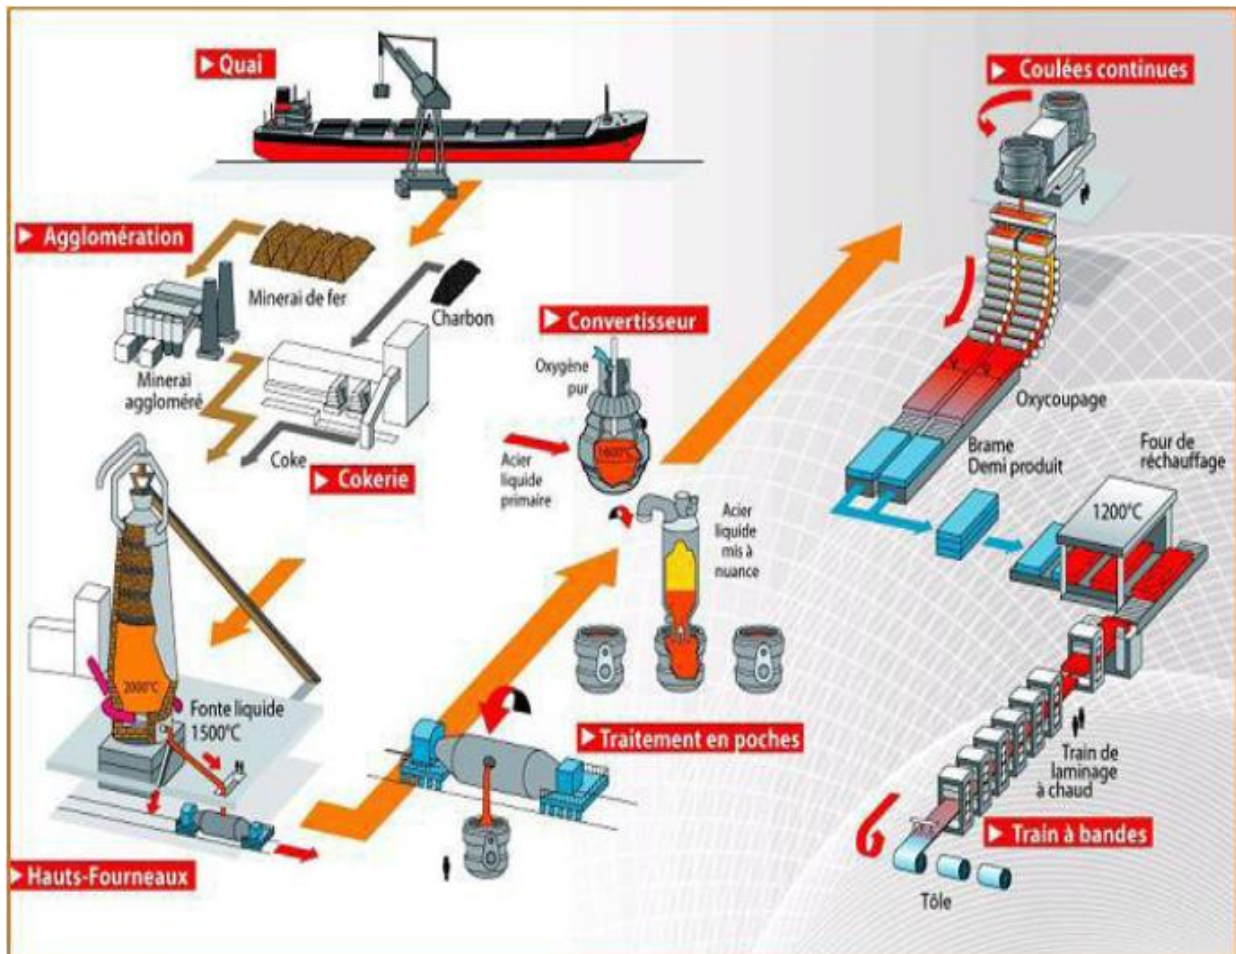 Quai
Agglomération
Minerai de fer
Charbon
Minerai
aggloméré
Coke
Cokerie
2000°C
Fonte liquide
1500°C
Hauts-Fourneaux
Convertisseur
Oxygène
pur
1600°C
Acier
liquide
primaire
Acier
liquide
mis à
nuance
Traitement en poches
Coulées continues
Oxycoupage
Brame
Demi produit
Four de
réchauffage
1200°C
Train de
laminage
à chaud
Train à bandes
Tôle